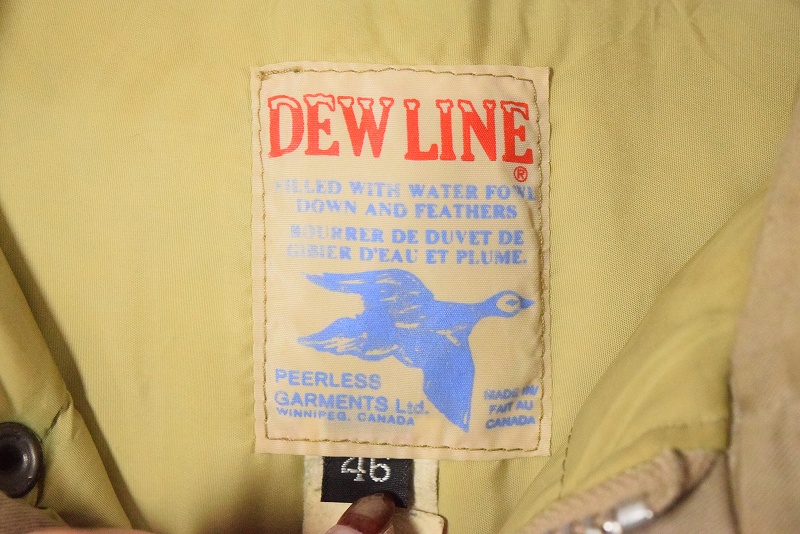 DEW LINE
®
FILLED WITH WATER FOWL
DOWN AND FEATHERS
BOURRER DE DUVET DE
GIBIER D'EAU ET PLUME.
PEERLESS
GARMENTS Ltd.
WINNIPEG, CANADA
MADE IN/
FAIT AU
CANADA
46